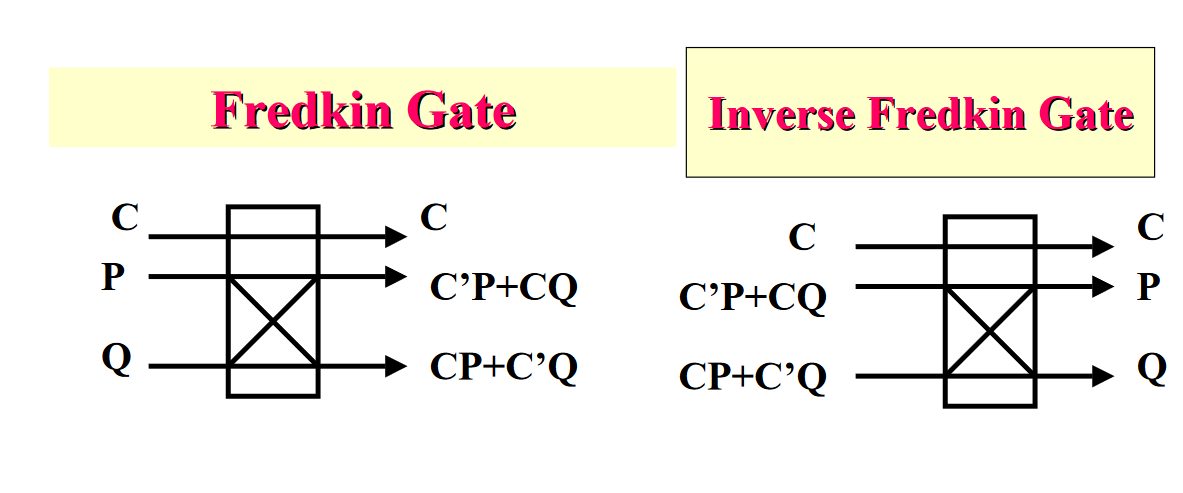 Fredkin Gate
C
P
Q
C
C’P+CQ
CP+C’Q
Inverse Fredkin Gate
C
C’P+CQ
CP+C’Q
C
P
Q